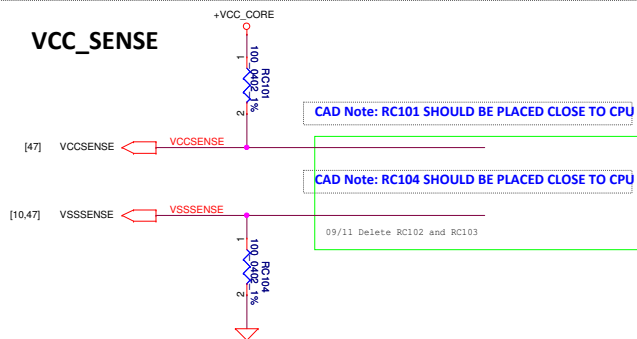 +VCC_CORE
VCC_SENSE
1
RC101
100_0402_1%
2
CAD Note: RC101 SHOULD BE PLACED CLOSE TO CPU
[47] VCCSENSE VCCSENSE
CAD Note: RC104 SHOULD BE PLACED CLOSE TO CPU
[10,47] VSSSENSE VSSSENSE
09/11 Delete RC102 and RC103
1
RC104
100_0402_1%
2